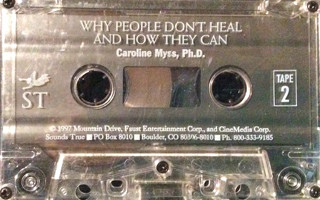 WHY PEOPLE DON'T HEAL
AND HOW THEY CAN
Caroline Myss, Ph.D.
ST
TAPE
2
© 1997 Mountain Drive, Faust Entertainment Corp., and CineMedia Corp.
Sounds True ■ PO Box 8010 ■ Boulder, CO 80306-8010 ■ Ph. 800-333-9185